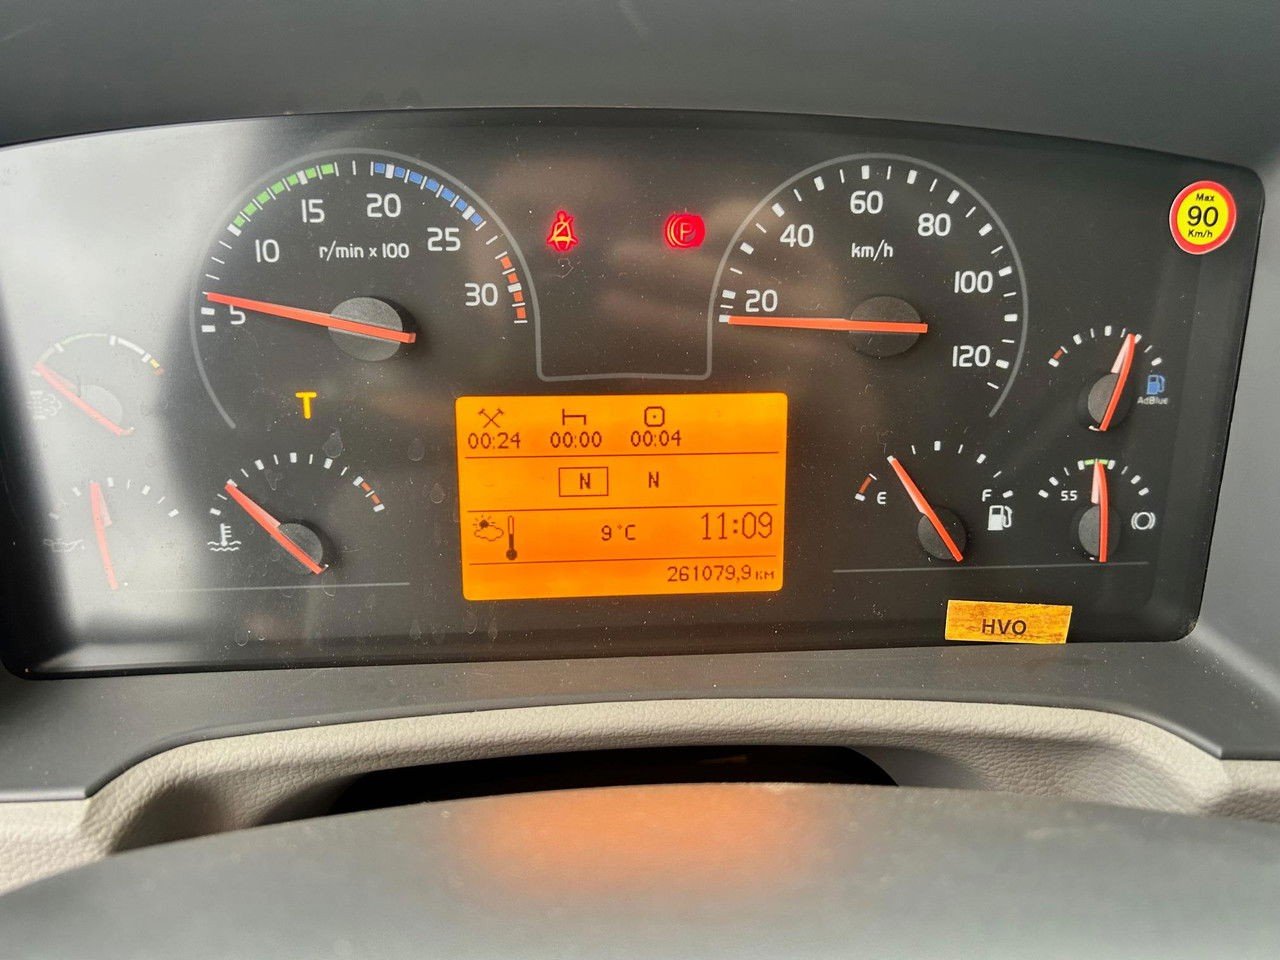 5
10
15
20
25
30
r/min x 100
20
40
60
80
100
120
km/h
P
Max
90
Km/h
T
AdBlue
00:24 00:00 00:04
N N
9°C 11:09
261079,9 KM
E F
55
HVO